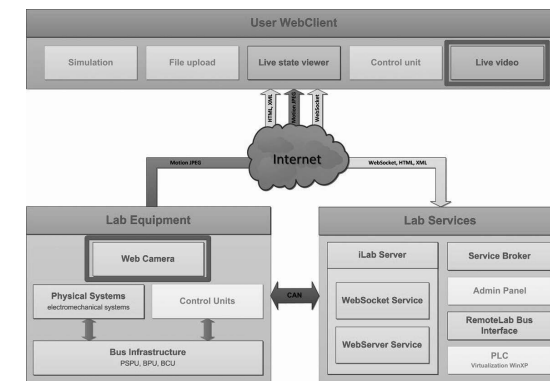 User WebClient
Simulation
File upload
Live state viewer
Control unit
Live video
HTML, XML
Motion JPEG
WebSocket
Internet
Motion JPEG
WebSocket, HTML, XML
Lab Equipment
Lab Services
Web Camera
iLab Server
Service Broker
Physical Systems
electromechanical systems
Control Units
CAN
WebSocket Service
Admin Panel
RemoteLab Bus
Interface
WebServer Service
Bus Infrastructure
PSPU, BPU, BCU
PLC
Virtualization WinXP